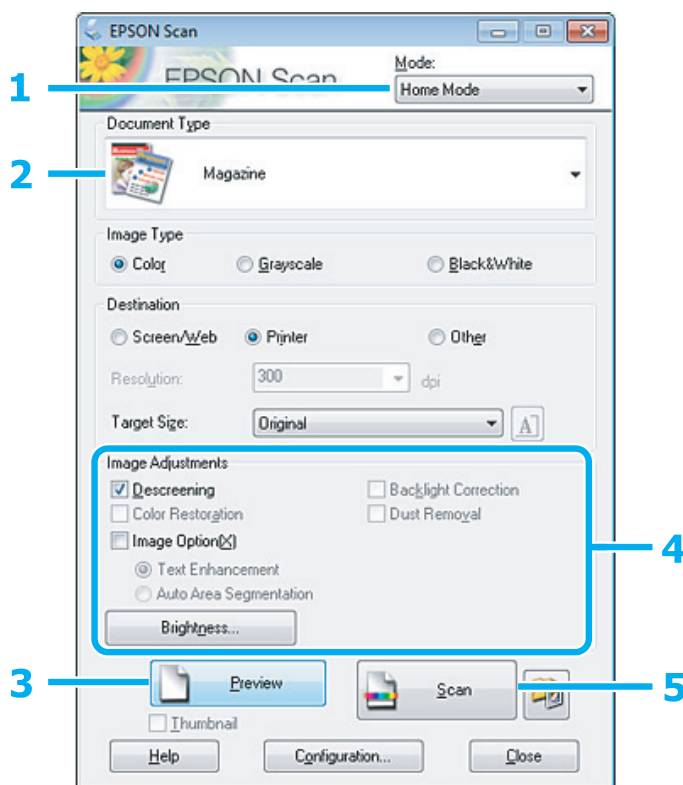 EPSON Scan
EPSON Scan
Mode:
1
Home Mode
Document Type
2
Magazine
Image Type
Color
Grayscale
Black&White
Destination
Screen/Web
Printer
Other
Resolution:
300
dpi
Target Size:
Original
A
Image Adjustments
Descreening
Backlight Correction
Color Restoration
Dust Removal
Image Option(X)
4
Text Enhancement
Auto Area Segmentation
Brightness...
3
Preview
Scan
5
Thumbnail
Help
Configuration...
Close